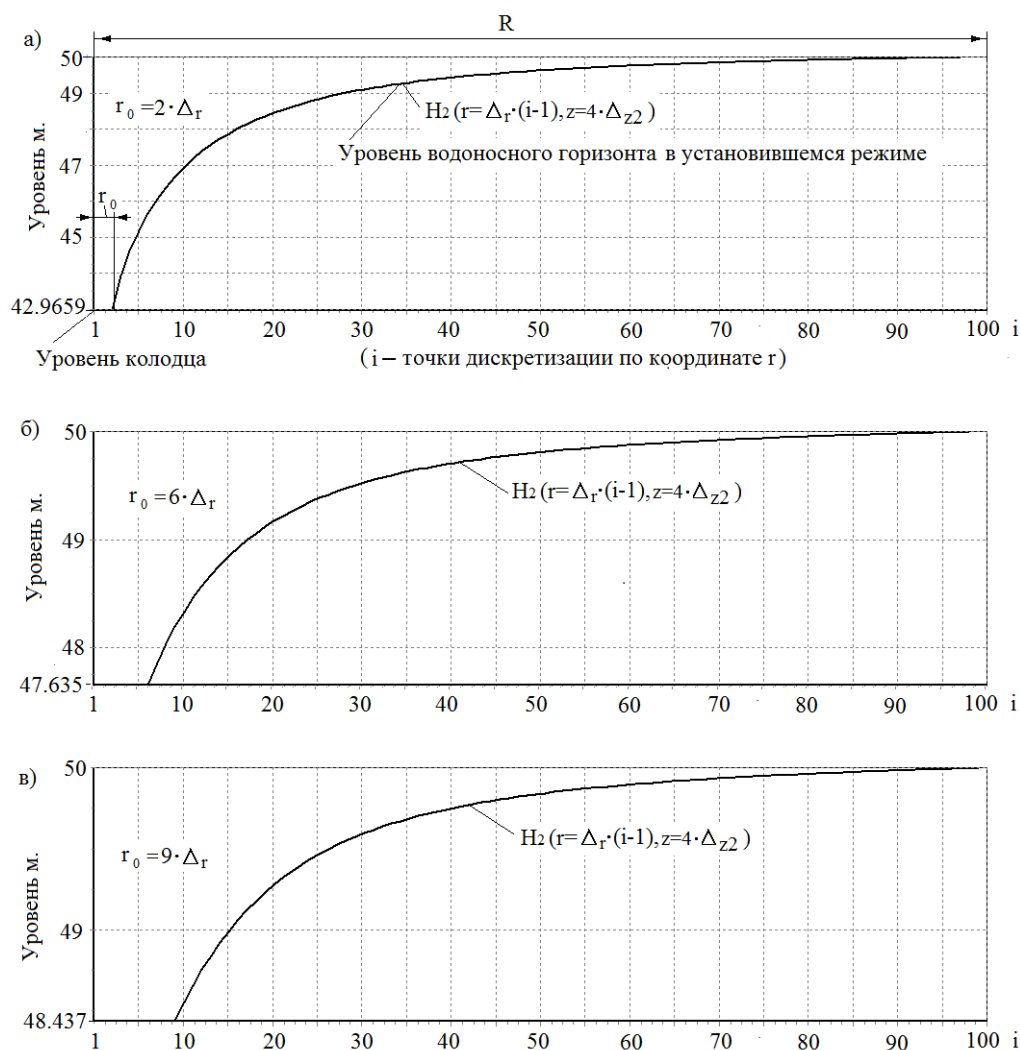 R
а)
50
49
47
45
42.9659
Уровень м.
r₀=2·Δr
r₀
H2(r=Δr·(i-1),z=4·Δz2)
Уровень водоносного горизонта в установившемся режиме
1 10 20 30 40 50 60 70 80 90 100 i
Уровень колодца
(i – точки дискретизации по координате r)
б)
50
49
48
47.635
Уровень м.
r₀=6·Δr
H2(r=Δr·(i-1),z=4·Δz2)
1 10 20 30 40 50 60 70 80 90 100 i
в)
50
49
48.437
Уровень м.
r₀=9·Δr
H2(r=Δr·(i-1),z=4·Δz2)
1 10 20 30 40 50 60 70 80 90 100 i